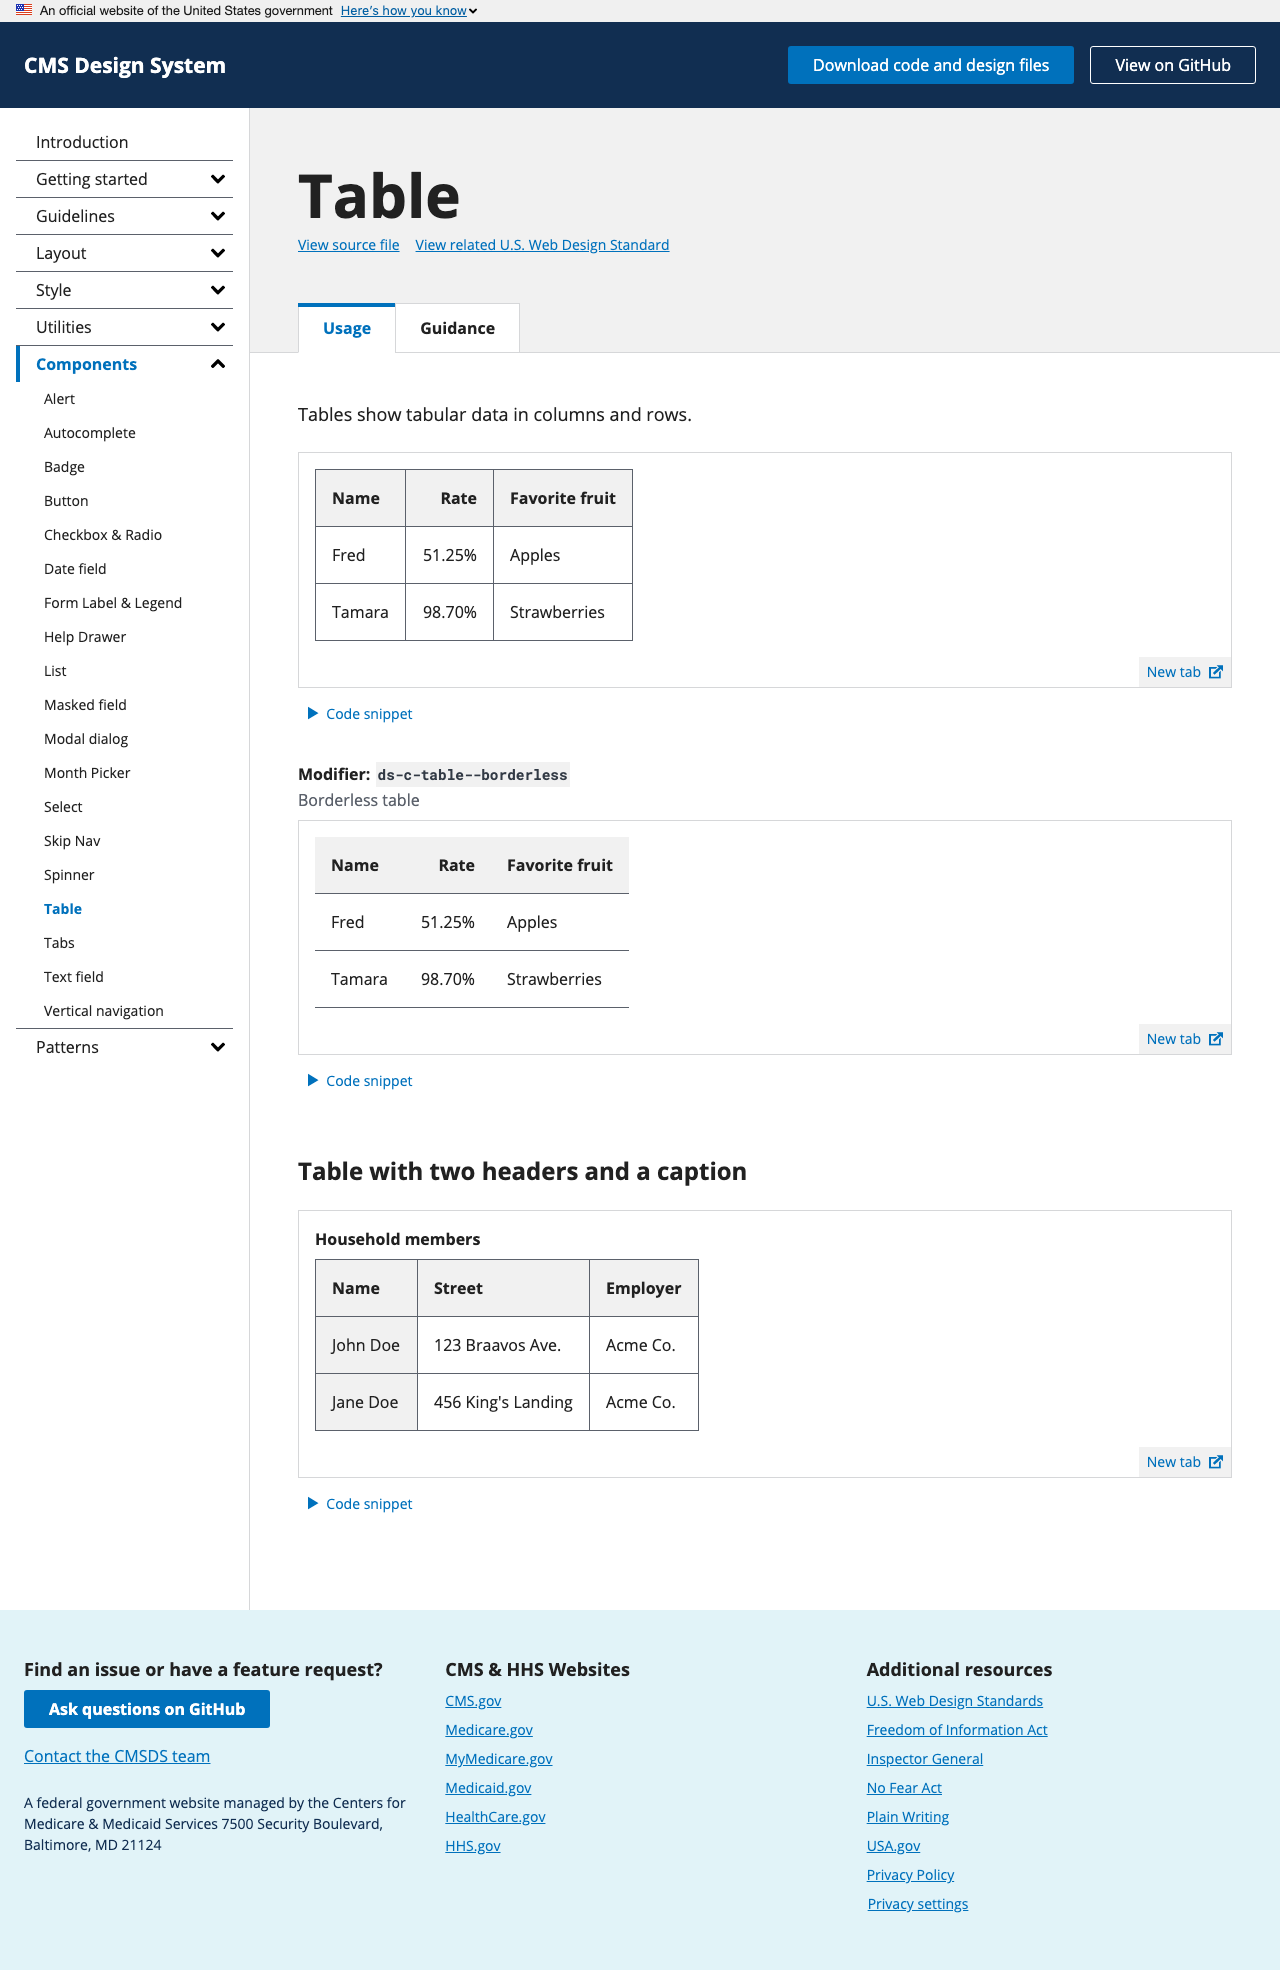 An official website of the United States government Here's how you know
CMS Design System
Download code and design files
View on GitHub
Introduction
Getting started
Guidelines
Layout
Style
Utilities
Components
Alert
Autocomplete
Badge
Button
Checkbox & Radio
Date field
Form Label & Legend
Help Drawer
List
Masked field
Modal dialog
Month Picker
Select
Skip Nav
Spinner
Table
Tabs
Text field
Vertical navigation
Patterns
Table
View source file View related U.S. Web Design Standard
Usage Guidance
Tables show tabular data in columns and rows.
Name Rate Favorite fruit
Fred 51.25% Apples
Tamara 98.70% Strawberries
New tab
Code snippet
Modifier: ds-c-table--borderless
Borderless table
Name Rate Favorite fruit
Fred 51.25% Apples
Tamara 98.70% Strawberries
New tab
Code snippet
Table with two headers and a caption
Household members
Name Street Employer
John Doe 123 Braavos Ave. Acme Co.
Jane Doe 456 King's Landing Acme Co.
New tab
Code snippet
Find an issue or have a feature request?
Ask questions on GitHub
Contact the CMSDS team
A federal government website managed by the Centers for
Medicare & Medicaid Services 7500 Security Boulevard,
Baltimore, MD 21124
CMS & HHS Websites
CMS.gov
Medicare.gov
MyMedicare.gov
Medicaid.gov
HealthCare.gov
HHS.gov
Additional resources
U.S. Web Design Standards
Freedom of Information Act
Inspector General
No Fear Act
Plain Writing
USA.gov
Privacy Policy
Privacy settings